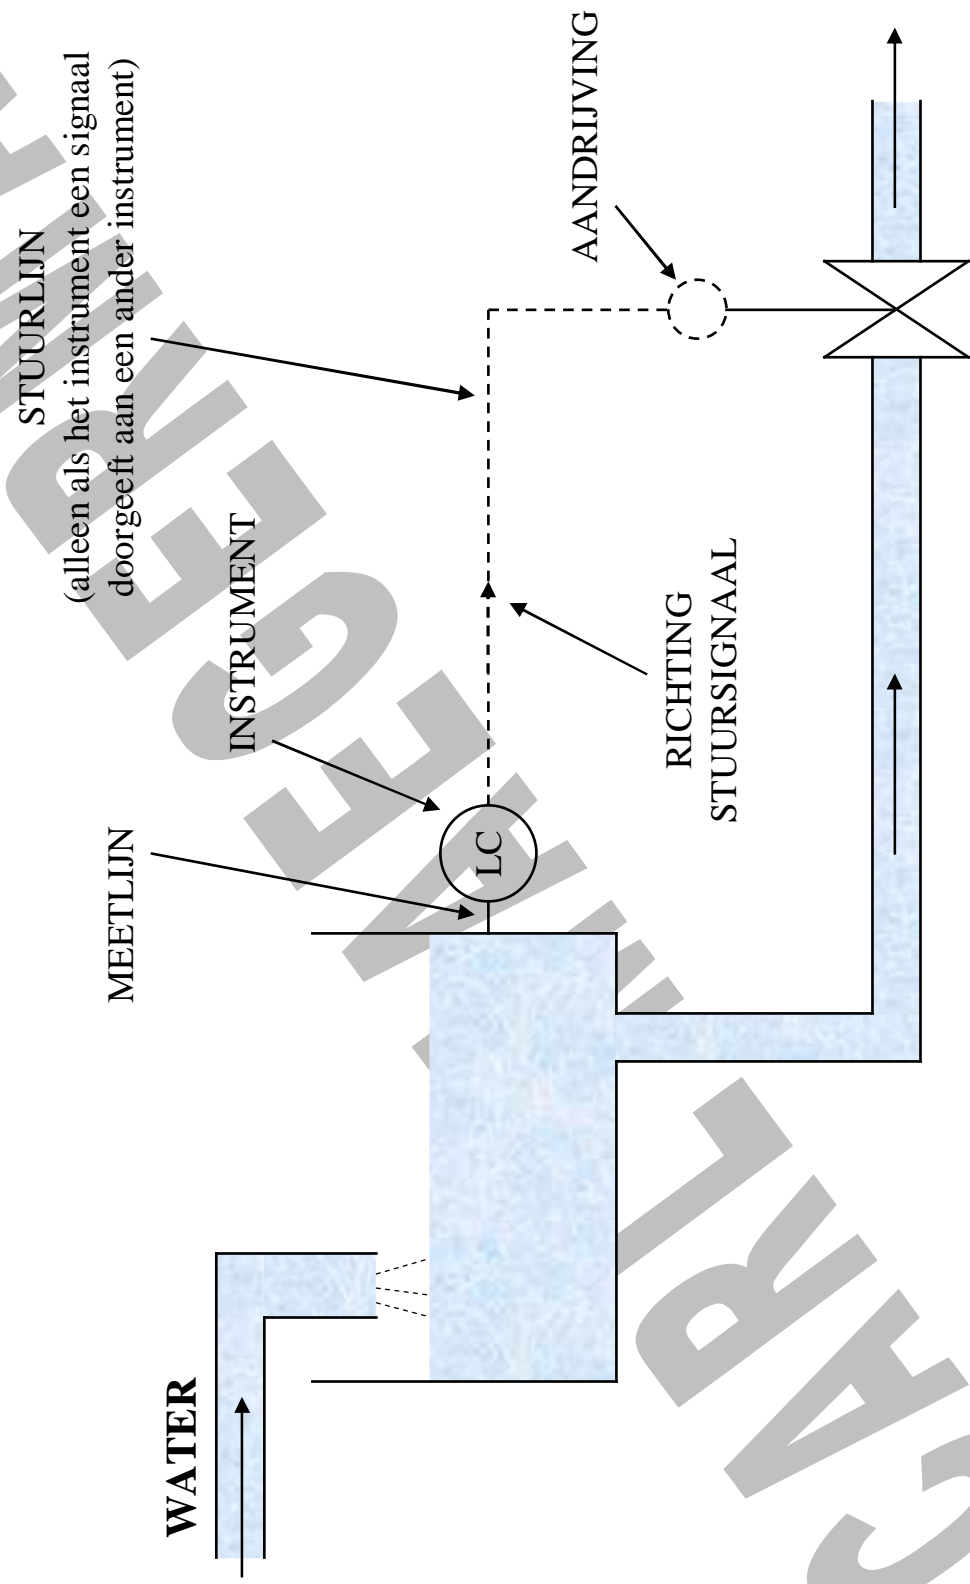 STUURLIJN
(alleen als het instrument een signaal
doorgeeft aan een ander instrument)
MEETLIJN
INSTRUMENT
WATER
LC
AANDRIJVING
RICHTING
STUURSIGNAAL